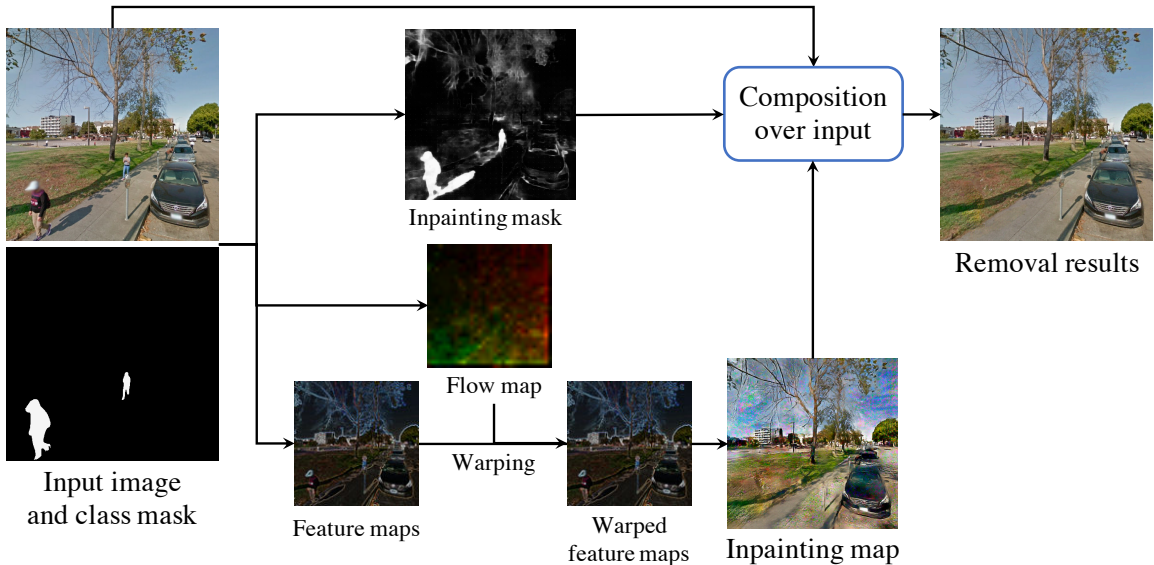 Composition
over input
Inpainting mask
Removal results
Flow map
Warping
Input image
and class mask
Feature maps
Warped
feature maps
Inpainting map